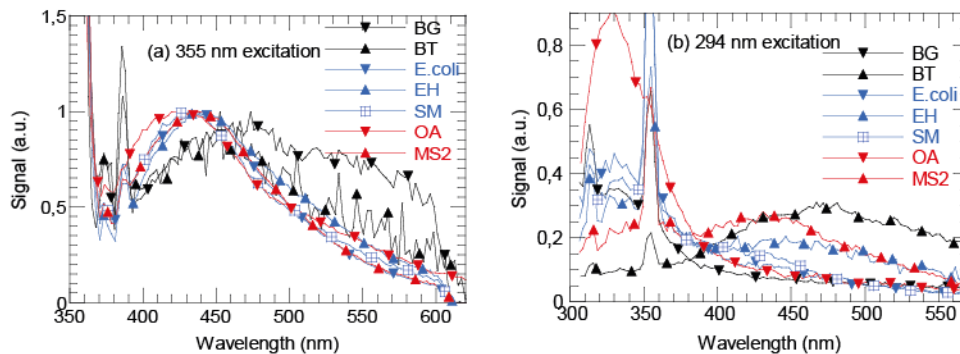 1,5
1
0,5
0
Signal (a.u.)
(a) 355 nm excitation
BG
BT
E.coli
EH
SM
OA
MS2
350 400 450 500 550 600
Wavelength (nm)
0,8
0,6
0,4
0,2
0,0
Signal (a.u.)
(b) 294 nm excitation
BG
BT
E.coli
EH
SM
OA
MS2
300 350 400 450 500 550
Wavelength (nm)